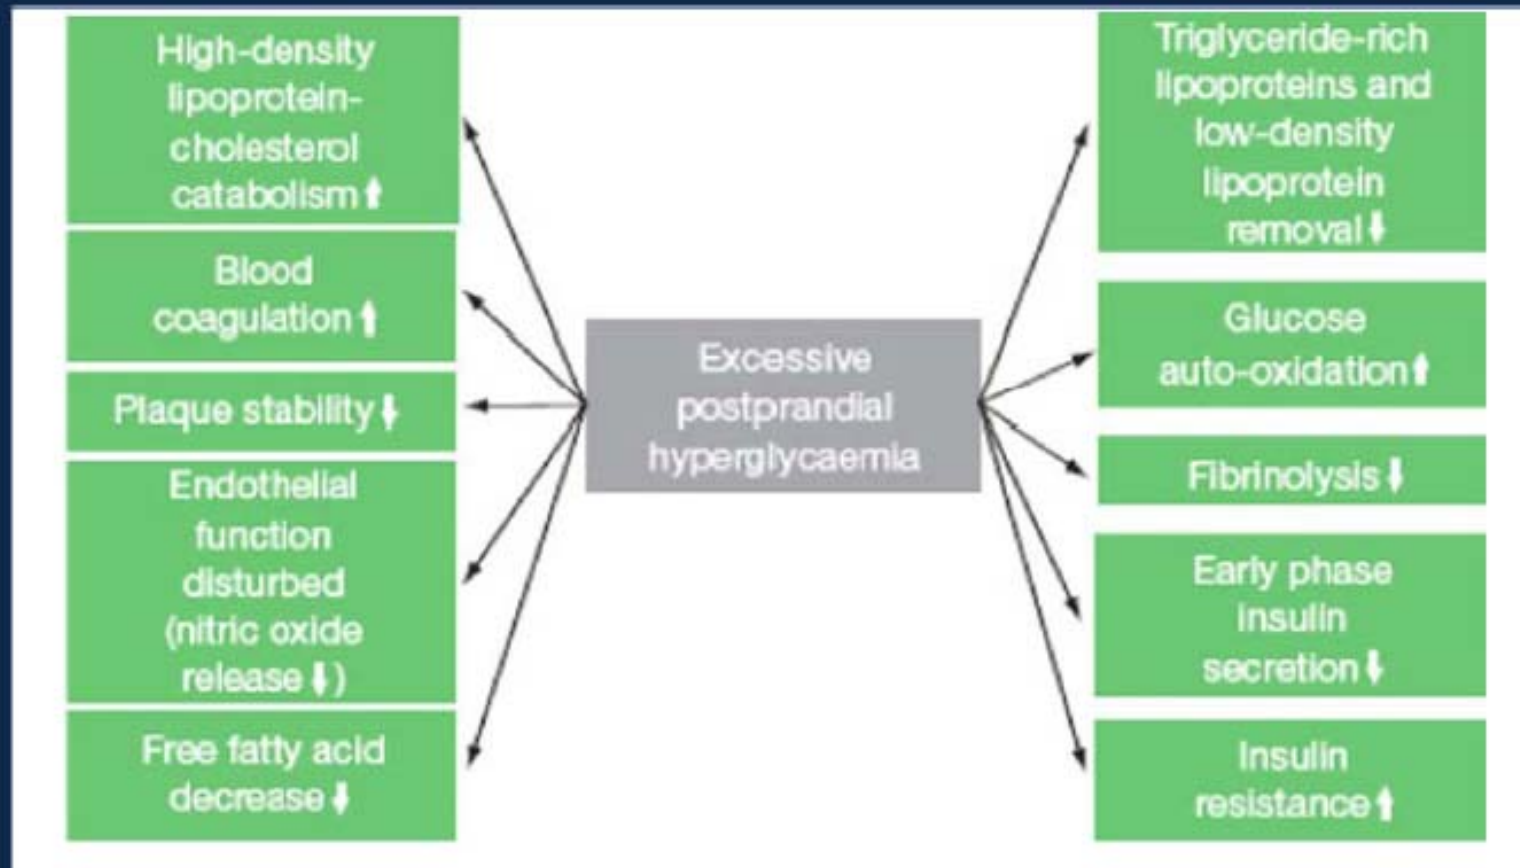 High-density
lipoprotein-
cholesterol
catabolism ⬆
Blood
coagulation ⬆
Plaque stability ⬇
Endothelial
function
disturbed
(nitric oxide
release ⬇)
Free fatty acid
decrease ⬇
Excessive
postprandial
hyperglycaemia
Triglyceride-rich
lipoproteins and
low-density
lipoprotein
removal ⬇
Glucose
auto-oxidation ⬆
Fibrinolysis ⬇
Early phase
insulin
secretion ⬇
Insulin
resistance ⬆